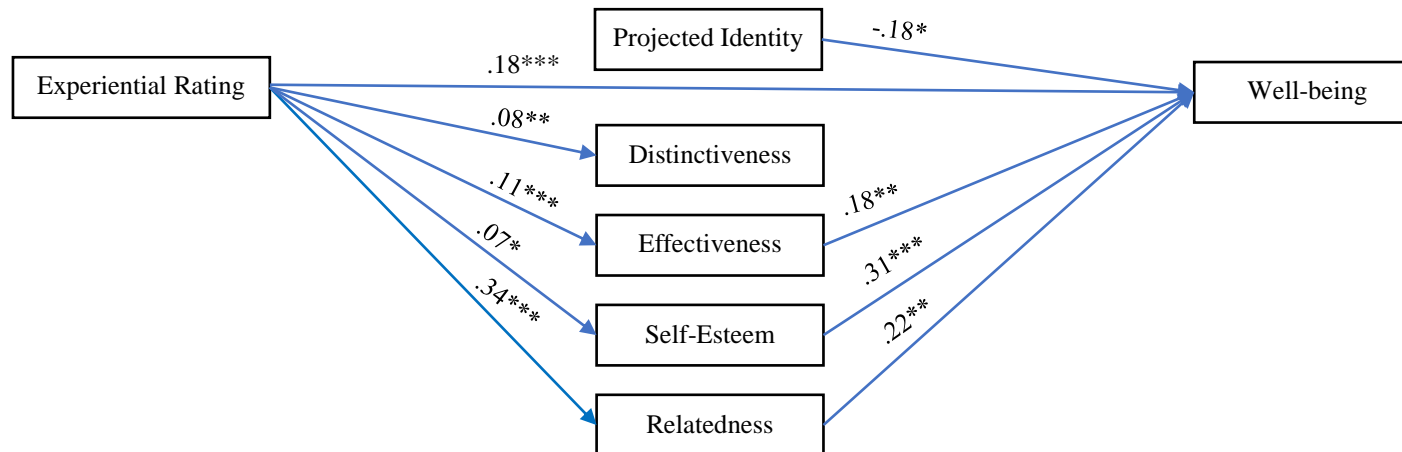 Projected Identity
-.18*
Experiential Rating
.18***
Well-being
.08**
Distinctiveness
.11***
Effectiveness
.18**
.07*
.31***
Self-Esteem
.34***
.22**
Relatedness